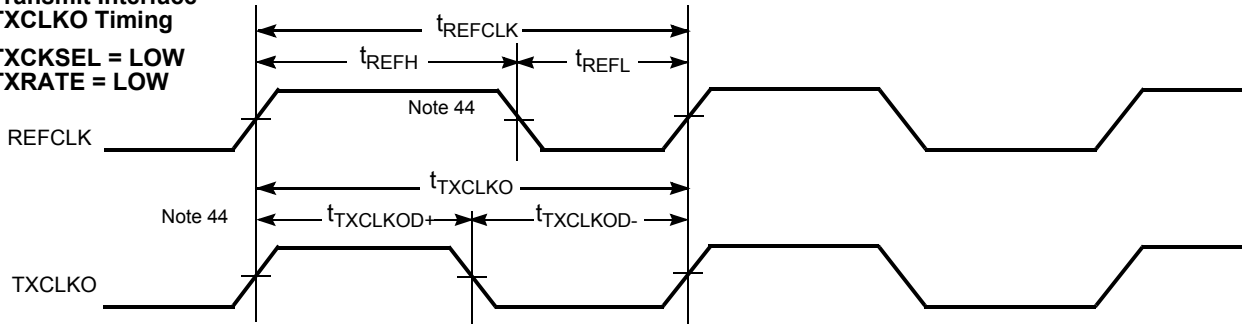 Transmit Interface
TXCLKO Timing
TXCKSEL = LOW
TXRATE = LOW
tREFCLK
tREFH
tREFL
Note 44
REFCLK
tTXCLKO
Note 44
tTXCLKOD+
tTXCLKOD-
TXCLKO